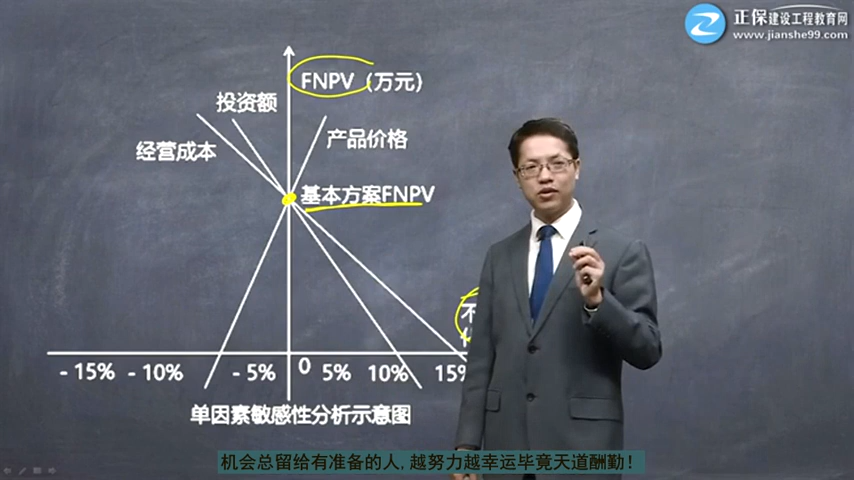 正保建设工程教育网
www.jianshe99.com
FNPV（万元）
投资额
产品价格
经营成本
基本方案FNPV
不
- 15% - 10% - 5% 0 5% 10% 15%
单因素敏感性分析示意图
机会总留给有准备的人,越努力越幸运毕竟天道酬勤！